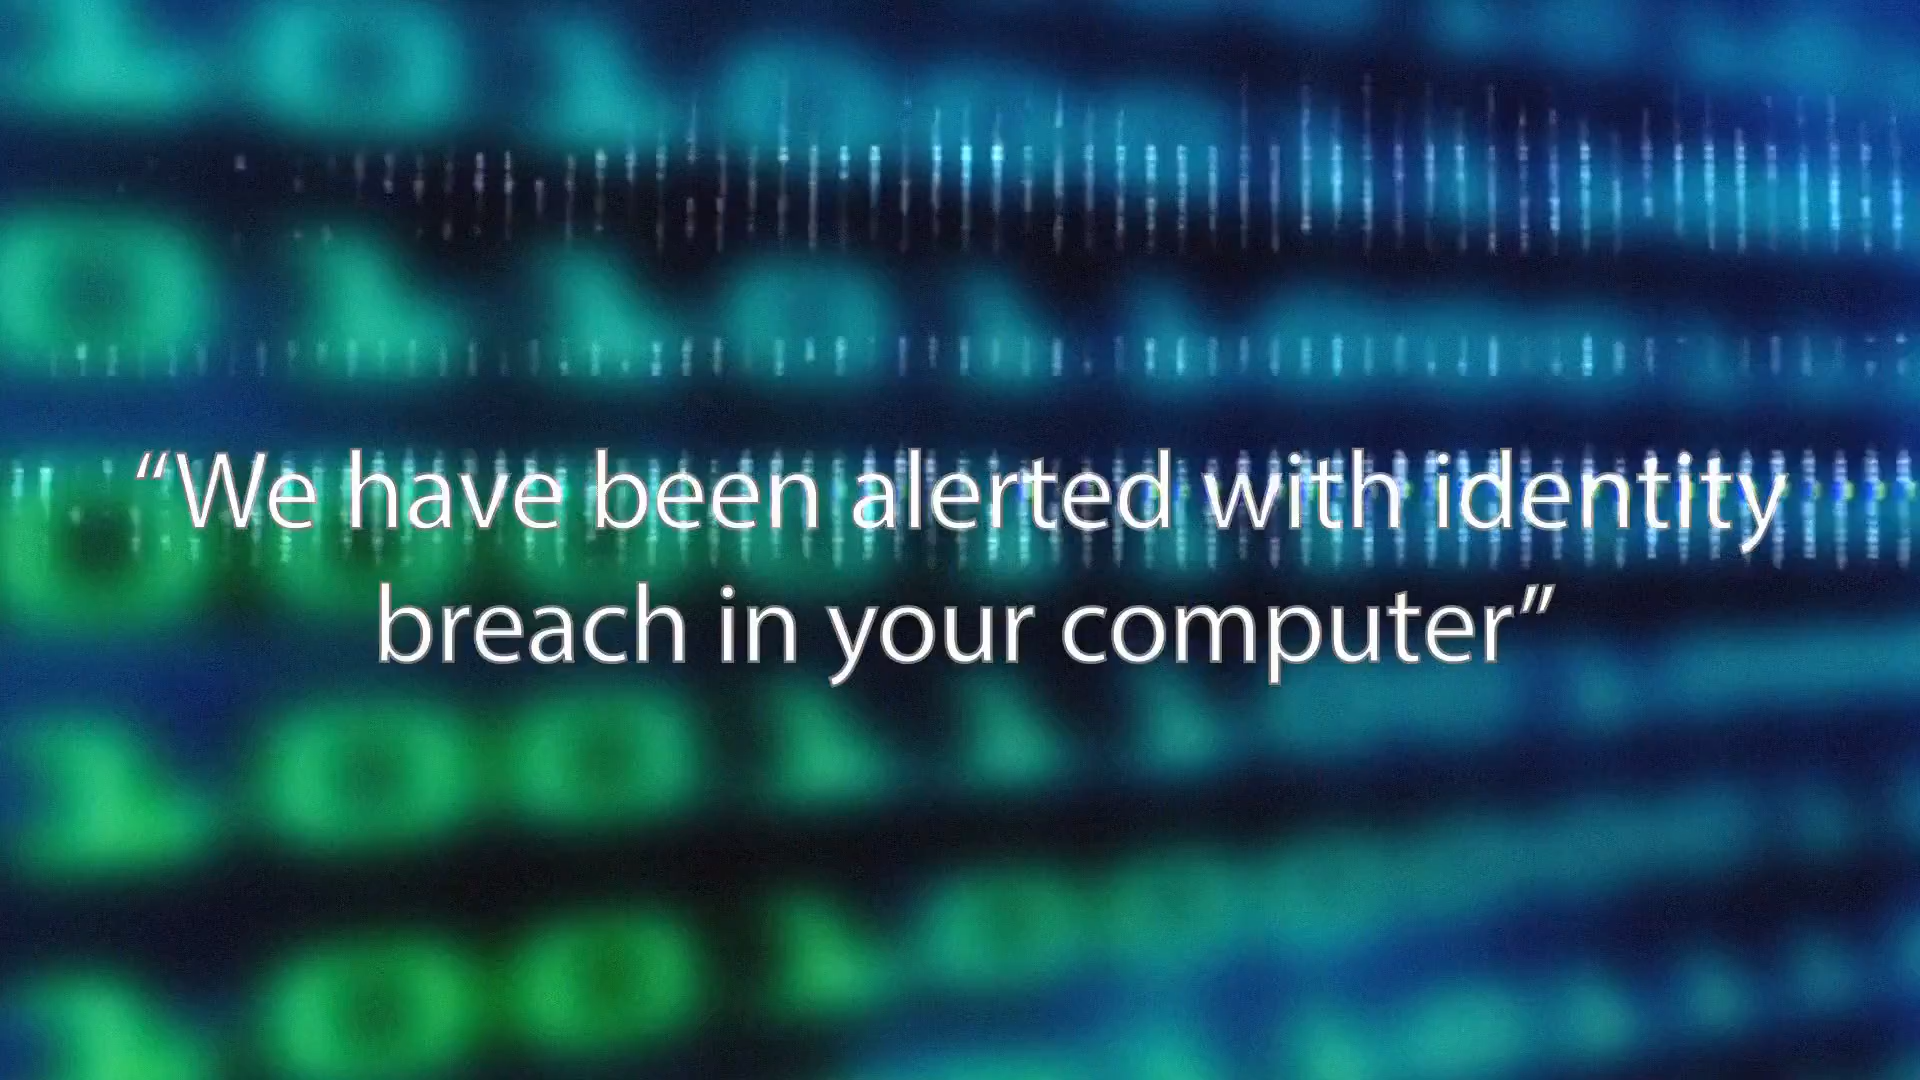 “We have been alerted with identity
breach in your computer”